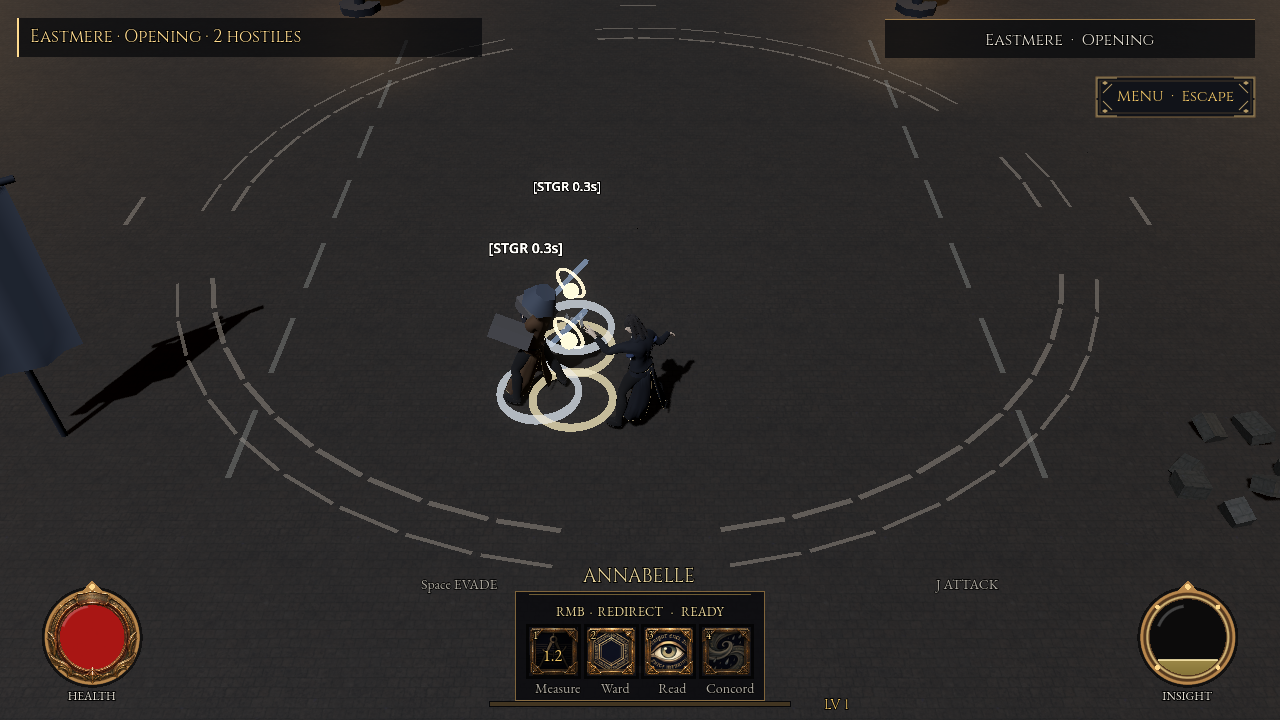 EASTMERE · OPENING · 2 HOSTILES
EASTMERE · OPENING
MENU · ESCAPE
[STGR 0.3s]
[STGR 0.3s]
ANNABELLE
Space EVADE
J ATTACK
RMB · REDIRECT · READY
1 2 3 4
1.2
Measure Ward Read Concord
HEALTH
INSIGHT
LV 1